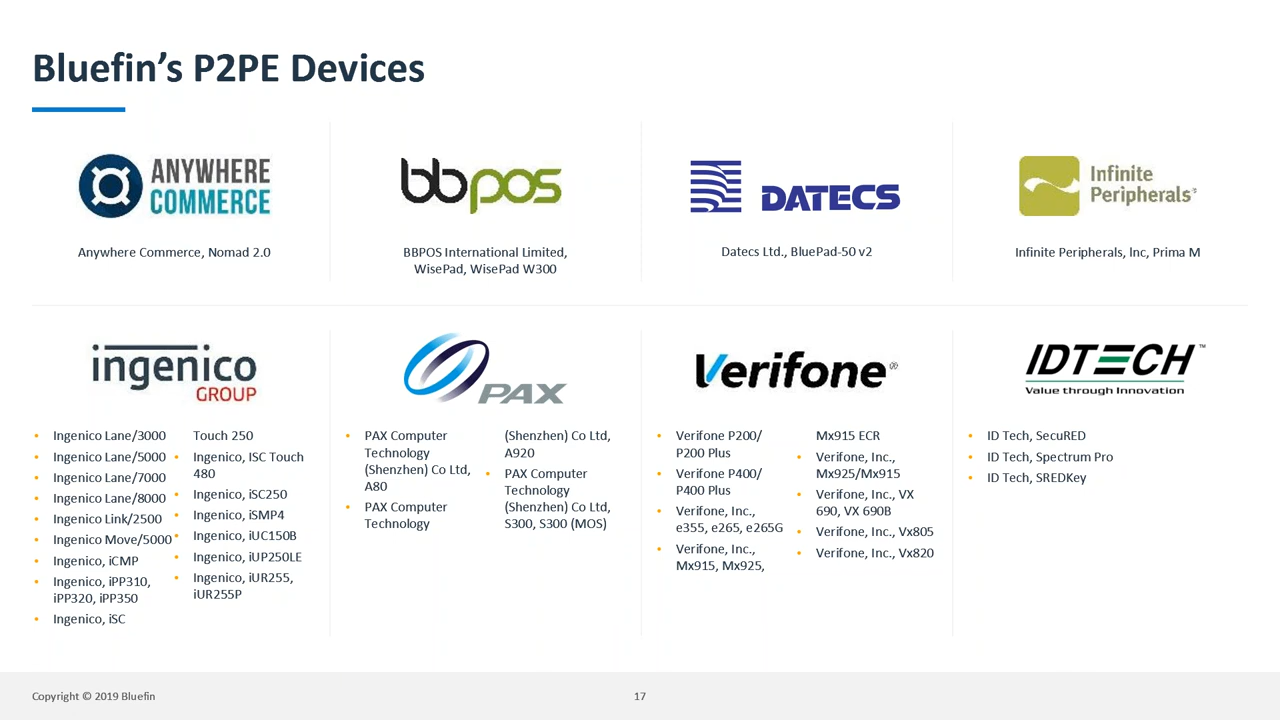 Bluefin’s P2PE Devices
ANYWHERE
COMMERCE
Anywhere Commerce, Nomad 2.0
bbpos
BBPOS International Limited,
WisePad, WisePad W300
DATECS
Datecs Ltd., BluePad-50 v2
Infinite
Peripherals
Infinite Peripherals, Inc, Prima M
ingenico
GROUP
• Ingenico Lane/3000
• Ingenico Lane/5000
• Ingenico Lane/7000
• Ingenico Lane/8000
• Ingenico Link/2500
• Ingenico Move/5000
• Ingenico, iCMP
• Ingenico, iPP310,
iPP320, iPP350
• Ingenico, iSC
Touch 250
• Ingenico, ISC Touch
480
• Ingenico, iSC250
• Ingenico, iSMP4
• Ingenico, iUC150B
• Ingenico, iUP250LE
• Ingenico, iUR255,
iUR255P
PAX
• PAX Computer
Technology
(Shenzhen) Co Ltd,
A80
• PAX Computer
Technology
(Shenzhen) Co Ltd,
A920
• PAX Computer
Technology
(Shenzhen) Co Ltd,
S300, S300 (MOS)
Verifone®
• Verifone P200/
P200 Plus
• Verifone P400/
P400 Plus
• Verifone, Inc.,
e355, e265, e265G
• Verifone, Inc.,
Mx915, Mx925,
Mx915 ECR
• Verifone, Inc.,
Mx925/Mx915
• Verifone, Inc., VX
690, VX 690B
• Verifone, Inc., Vx805
• Verifone, Inc., Vx820
IDTECH™
Value through Innovation
• ID Tech, SecuRED
• ID Tech, Spectrum Pro
• ID Tech, SREDKey
Copyright © 2019 Bluefin
17